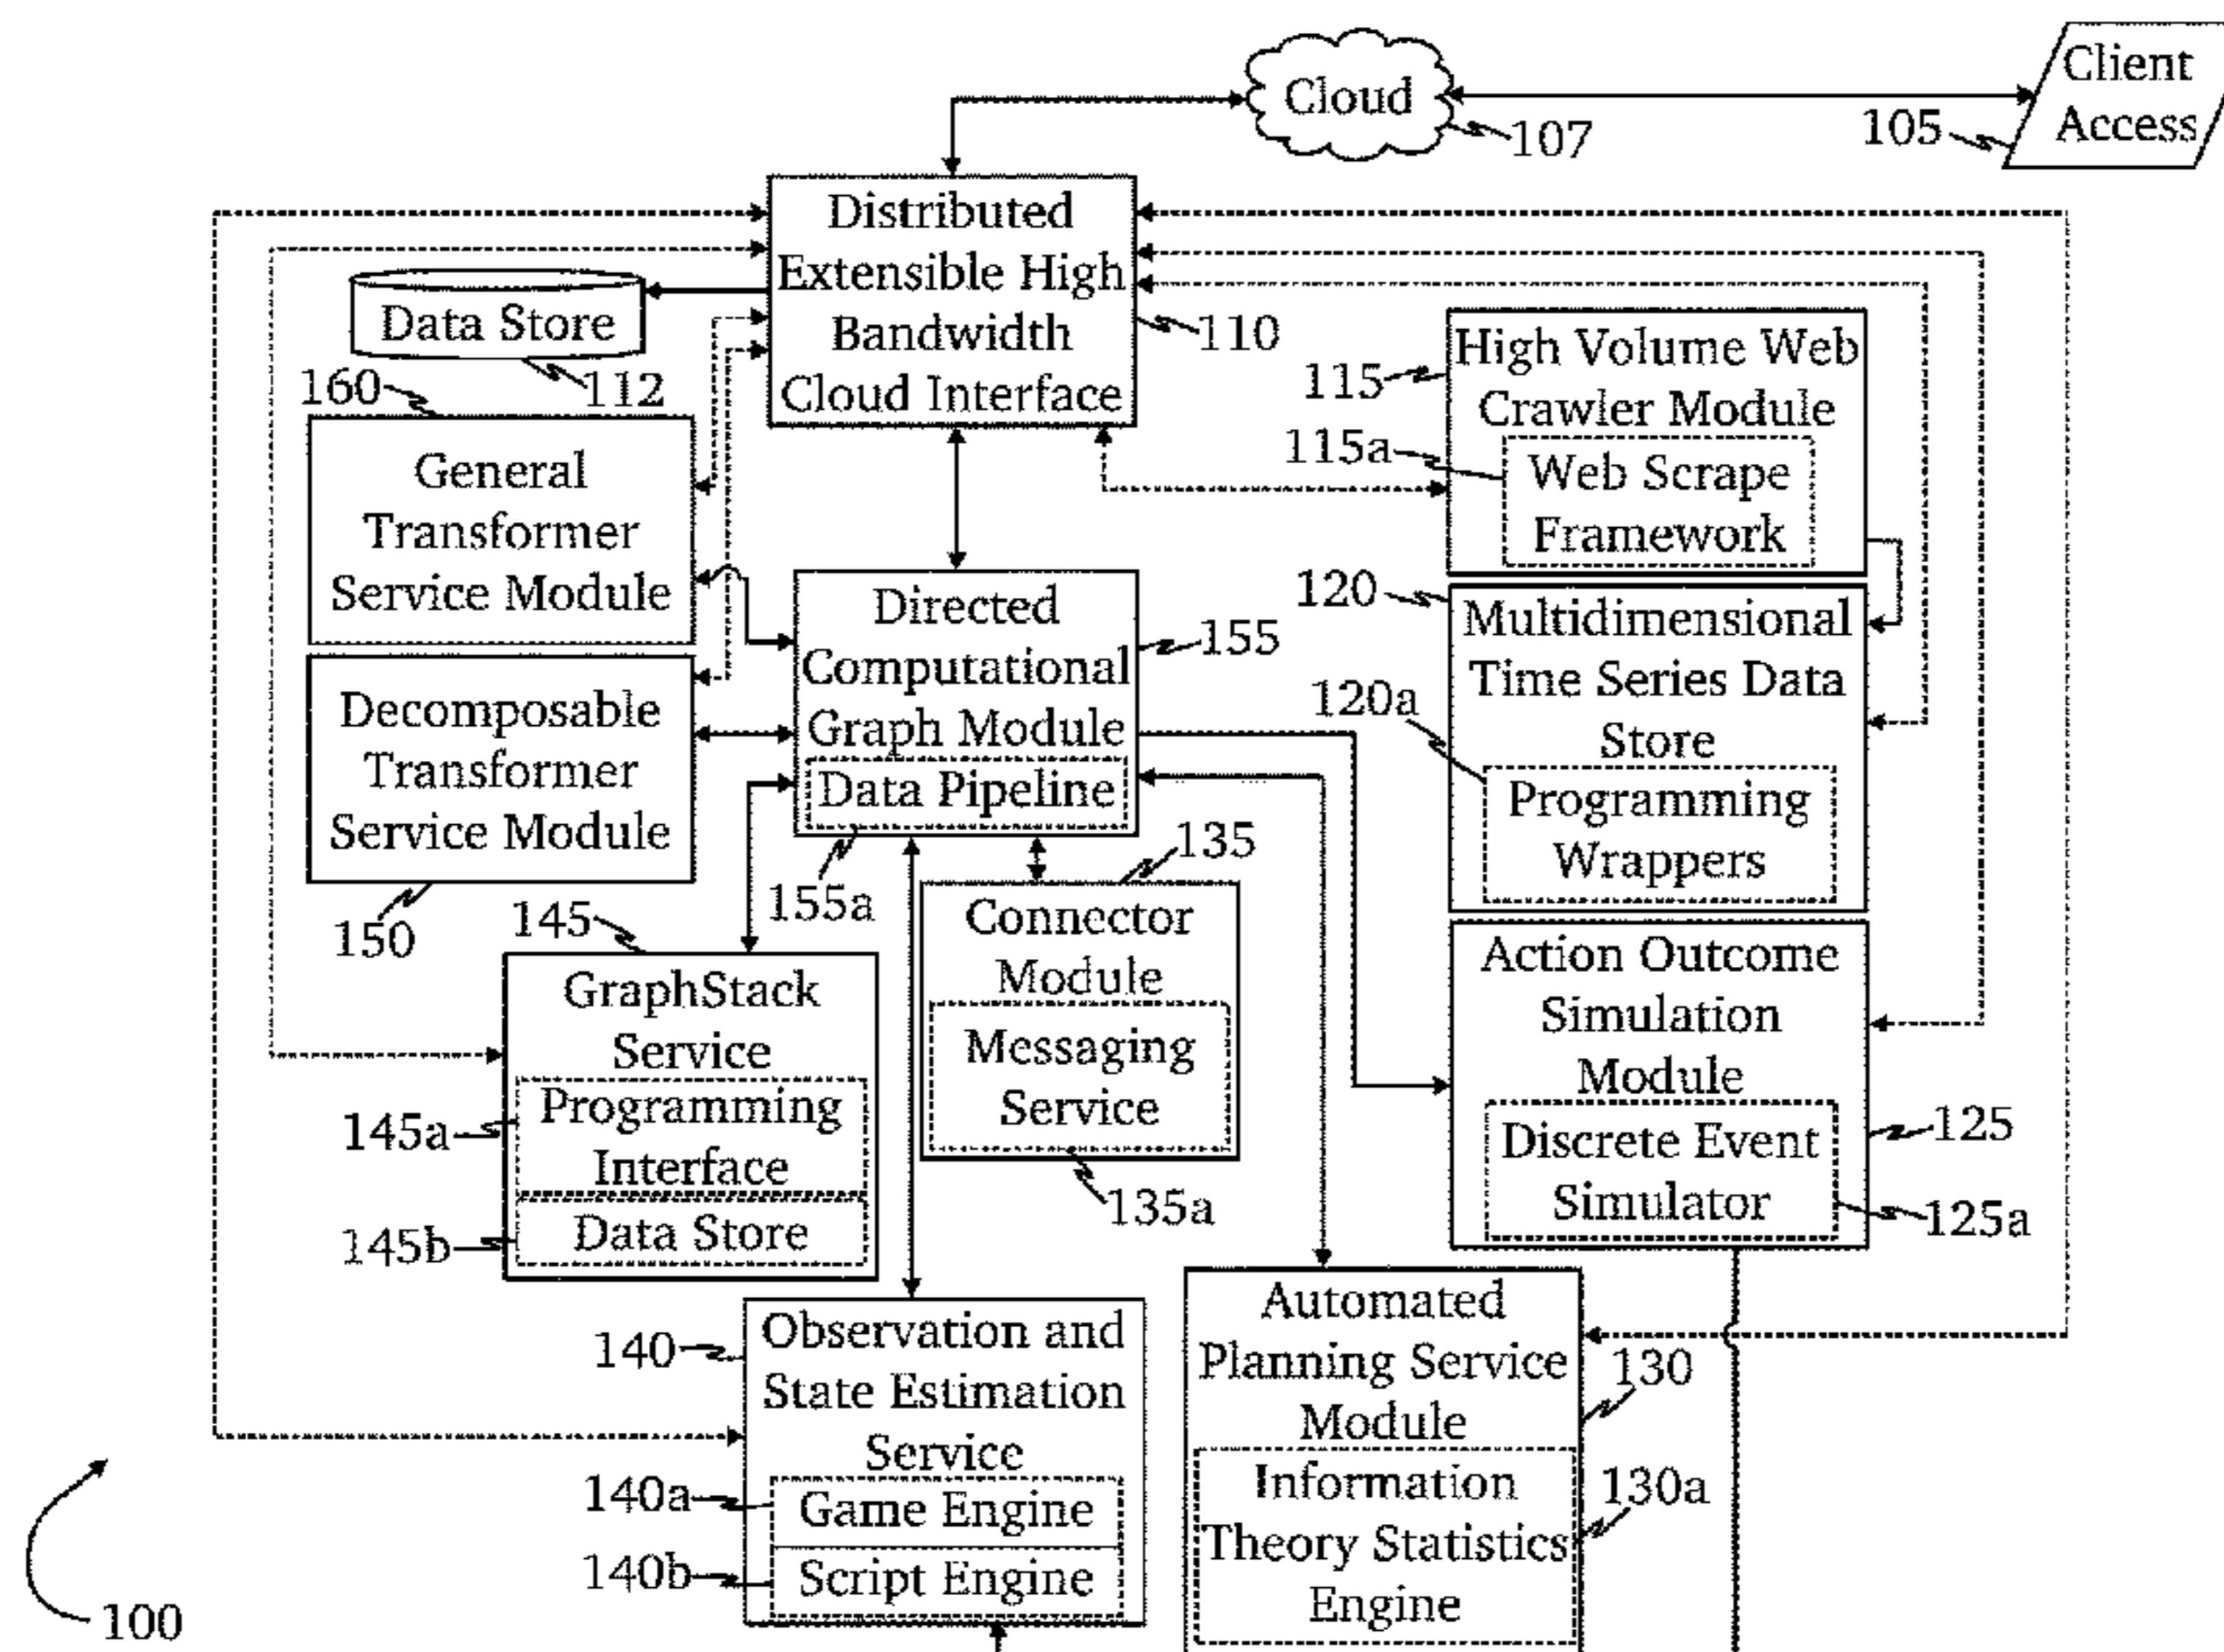 Cloud
107
Client
Access
105
Distributed
Extensible High
Bandwidth
Cloud Interface
110
Data Store
112
160
General
Transformer
Service Module
115
High Volume Web
Crawler Module
115a
Web Scrape
Framework
Directed
Computational
Graph Module
Data Pipeline
155
155a
120
Multidimensional
Time Series Data
Store
120a
Programming
Wrappers
Decomposable
Transformer
Service Module
150
145
GraphStack
Service
145a
Programming
Interface
145b
Data Store
135
Connector
Module
Messaging
Service
135a
Action Outcome
Simulation
Module
Discrete Event
Simulator
125
125a
140
Observation and
State Estimation
Service
140a
Game Engine
140b
Script Engine
Automated
Planning Service
Module
130
Information
Theory Statistics
Engine
130a
100